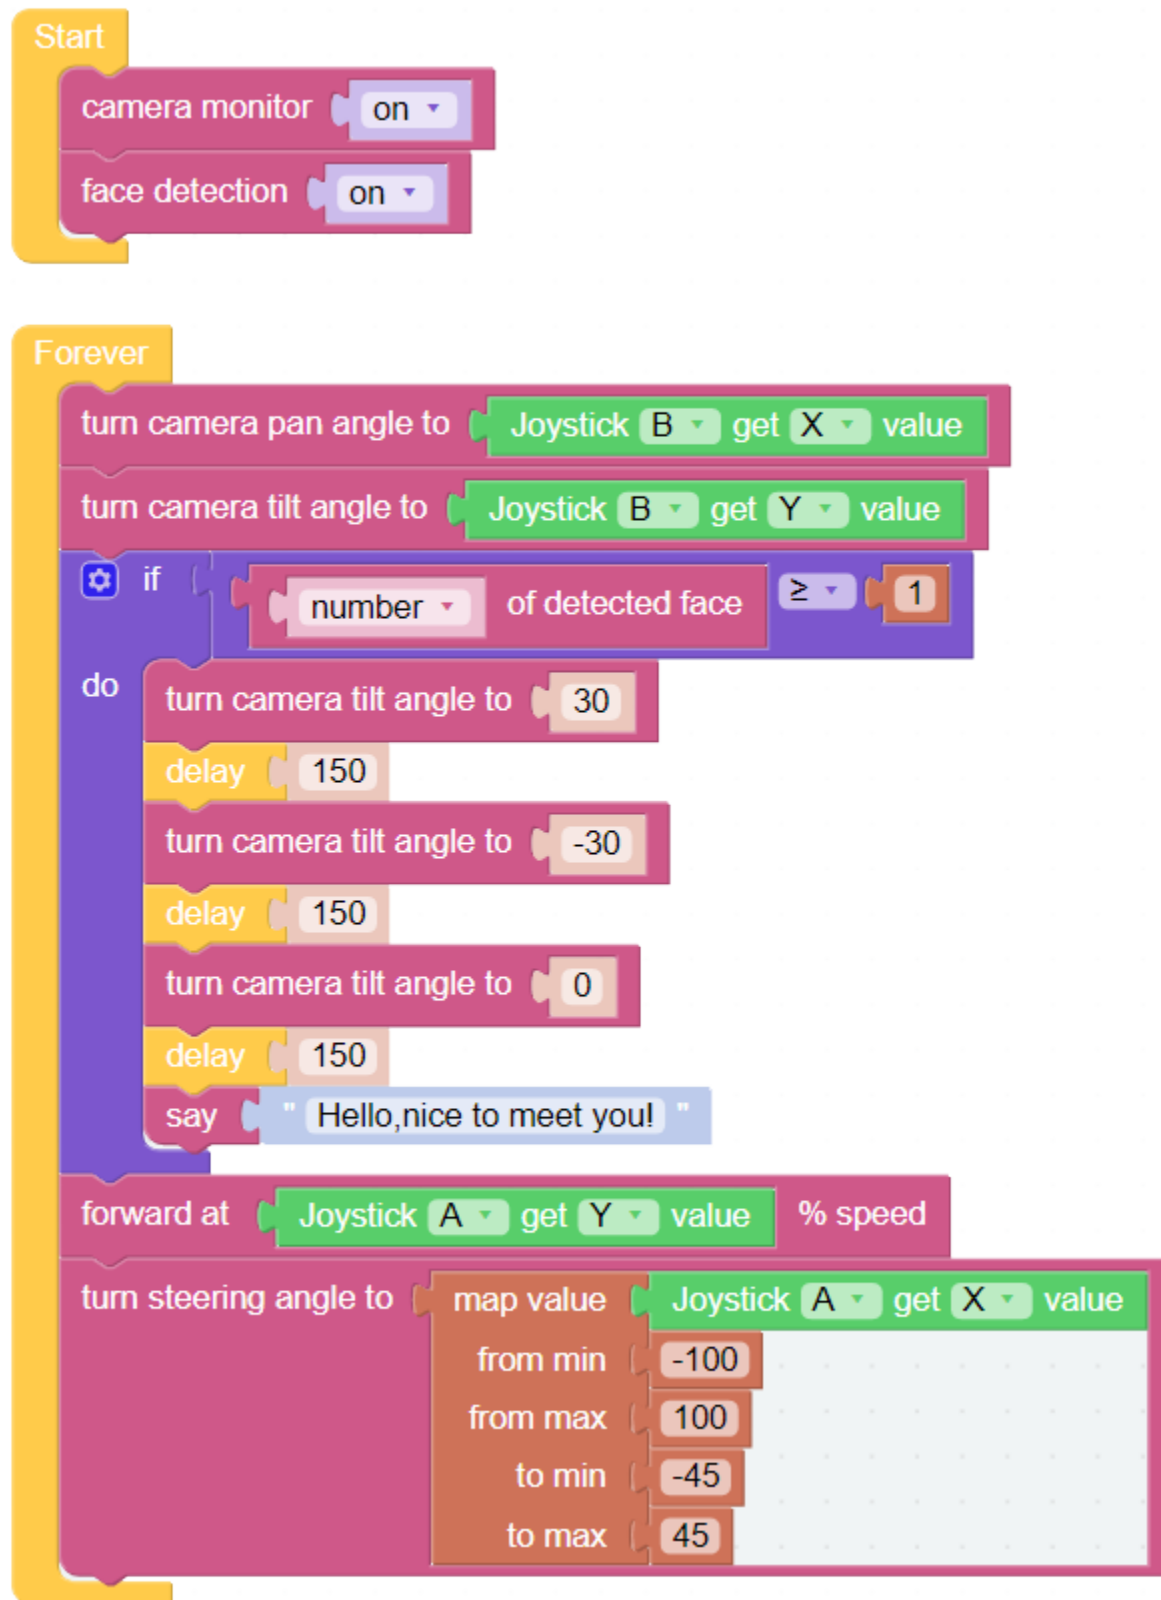 Start
camera monitor on
face detection on
Forever
turn camera pan angle to Joystick B get X value
turn camera tilt angle to Joystick B get Y value
if number of detected face ≥ 1
do turn camera tilt angle to 30
delay 150
turn camera tilt angle to -30
delay 150
turn camera tilt angle to 0
delay 150
say " Hello,nice to meet you! "
forward at Joystick A get Y value % speed
turn steering angle to map value Joystick A get X value
from min -100
from max 100
to min -45
to max 45